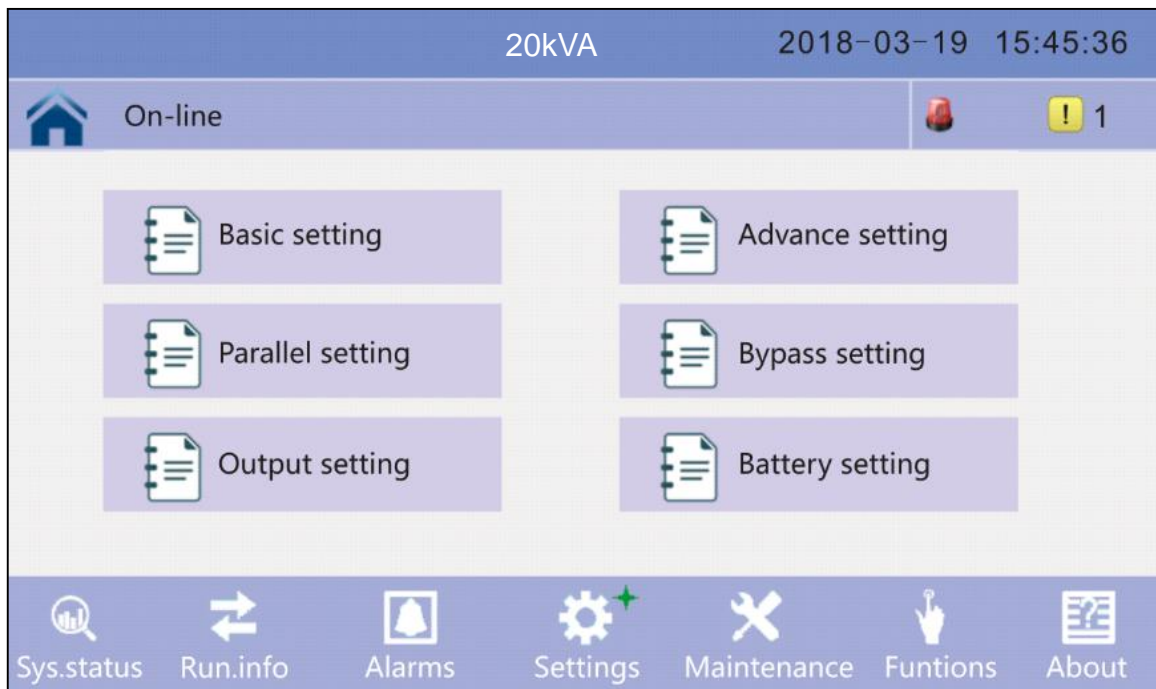 20kVA 2018-03-19 15:45:36
On-line ! 1
Basic setting Advance setting
Parallel setting Bypass setting
Output setting Battery setting
Sys.status Run.info Alarms Settings Maintenance Funtions About